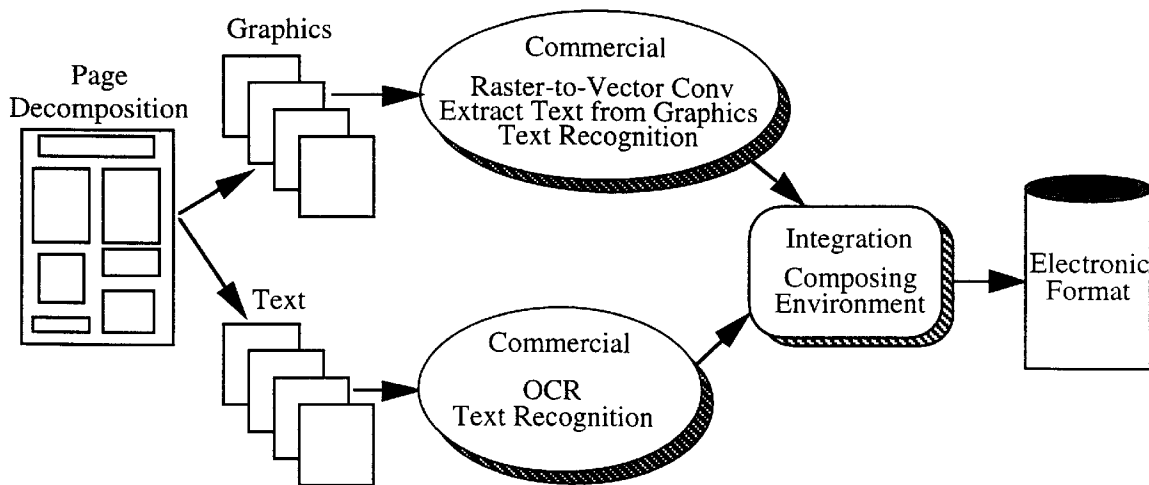 Page
Decomposition
Graphics
Commercial
Raster-to-Vector Conv
Extract Text from Graphics
Text Recognition
Text
Commercial
OCR
Text Recognition
Integration
Composing
Environment
Electronic
Format